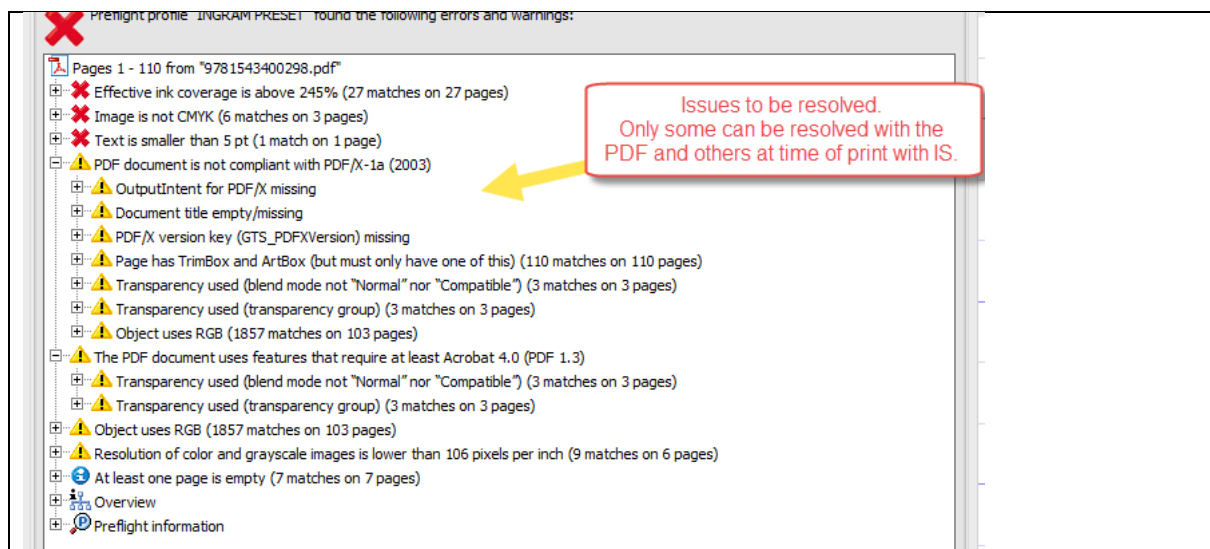 Preflight profile "INGRAM PRESET" found the following errors and warnings:
Pages 1 - 110 from "9781543400298.pdf"
Effective ink coverage is above 245% (27 matches on 27 pages)
Image is not CMYK (6 matches on 3 pages)
Text is smaller than 5 pt (1 match on 1 page)
PDF document is not compliant with PDF/X-1a (2003)
OutputIntent for PDF/X missing
Document title empty/missing
PDF/X version key (GTS_PDFXVersion) missing
Page has TrimBox and ArtBox (but must only have one of this) (110 matches on 110 pages)
Transparency used (blend mode not "Normal" nor "Compatible") (3 matches on 3 pages)
Transparency used (transparency group) (3 matches on 3 pages)
Object uses RGB (1857 matches on 103 pages)
The PDF document uses features that require at least Acrobat 4.0 (PDF 1.3)
Transparency used (blend mode not "Normal" nor "Compatible") (3 matches on 3 pages)
Transparency used (transparency group) (3 matches on 3 pages)
Object uses RGB (1857 matches on 103 pages)
Resolution of color and grayscale images is lower than 106 pixels per inch (9 matches on 6 pages)
At least one page is empty (7 matches on 7 pages)
Overview
Preflight information
Issues to be resolved.
Only some can be resolved with the
PDF and others at time of print with IS.